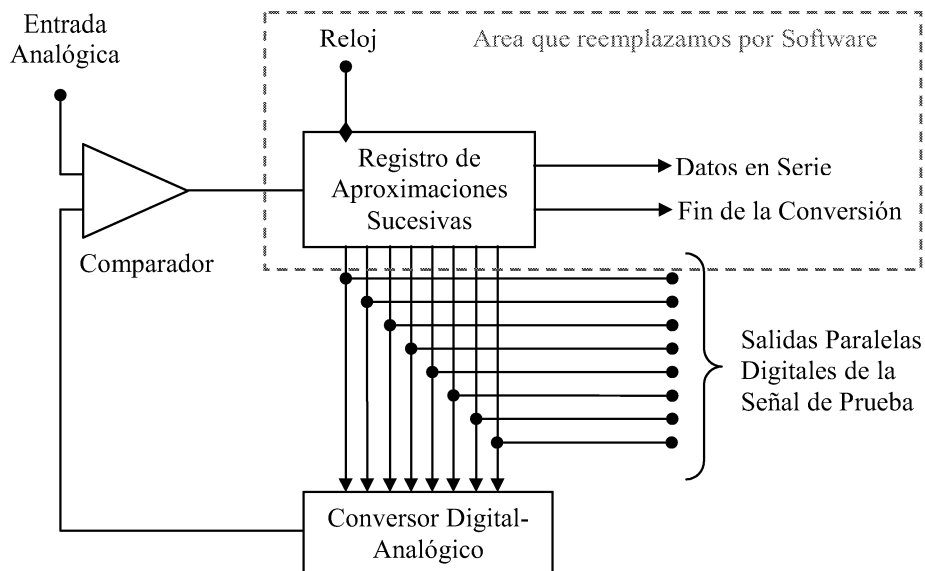 Entrada
Analógica
Reloj
Area que reemplazamos por Software
Registro de
Aproximaciones
Sucesivas
Datos en Serie
Fin de la Conversión
Comparador
Salidas Paralelas
Digitales de la
Señal de Prueba
Conversor Digital-
Analógico